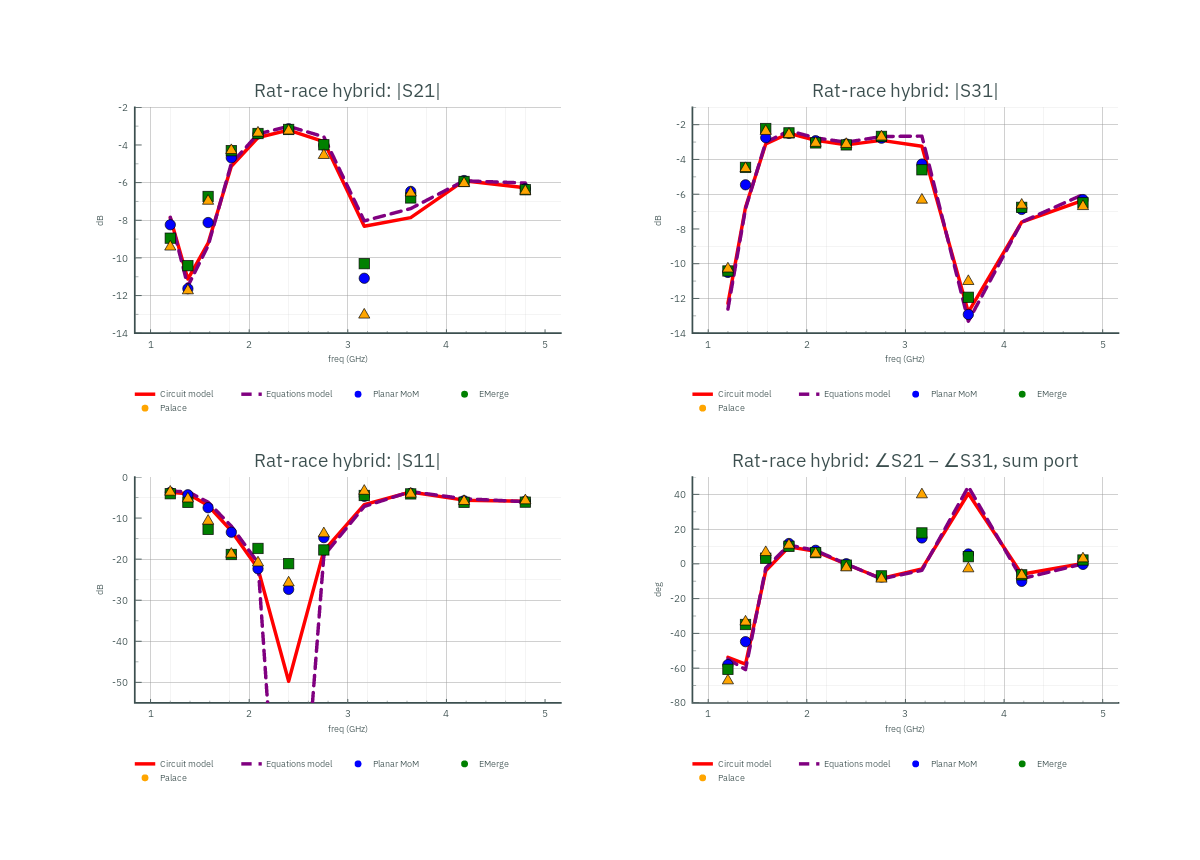 Rat-race hybrid: |S21|
-2
-4
-6
-8
-10
-12
-14
dB
1 2 3 4 5
freq (GHz)
Circuit model Equations model Planar MoM EMerge
Palace
Rat-race hybrid: |S31|
-2
-4
-6
-8
-10
-12
-14
dB
1 2 3 4 5
freq (GHz)
Circuit model Equations model Planar MoM EMerge
Palace
Rat-race hybrid: |S11|
0
-10
-20
-30
-40
-50
dB
1 2 3 4 5
freq (GHz)
Circuit model Equations model Planar MoM EMerge
Palace
Rat-race hybrid: ∠S21 – ∠S31, sum port
40
20
0
-20
-40
-60
-80
deg
1 2 3 4 5
freq (GHz)
Circuit model Equations model Planar MoM EMerge
Palace